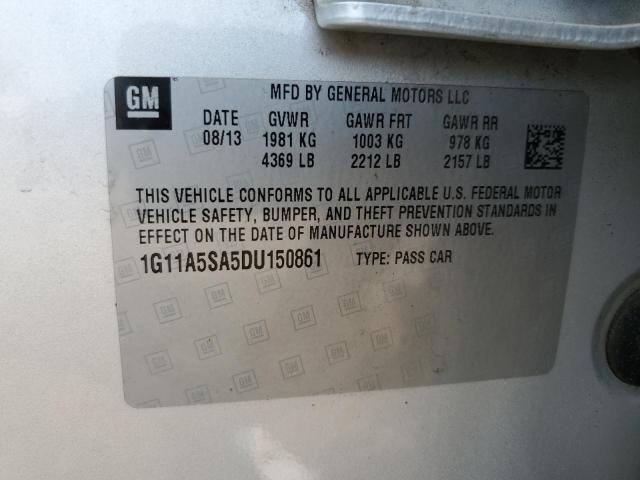 GM
MFD BY GENERAL MOTORS LLC
DATE GVWR GAWR FRT GAWR RR
08/13 1981 KG 1003 KG 978 KG
4369 LB 2212 LB 2157 LB
THIS VEHICLE CONFORMS TO ALL APPLICABLE U.S. FEDERAL MOTOR
VEHICLE SAFETY, BUMPER, AND THEFT PREVENTION STANDARDS IN
EFFECT ON THE DATE OF MANUFACTURE SHOWN ABOVE.
1G11A5SA5DU150861 TYPE: PASS CAR